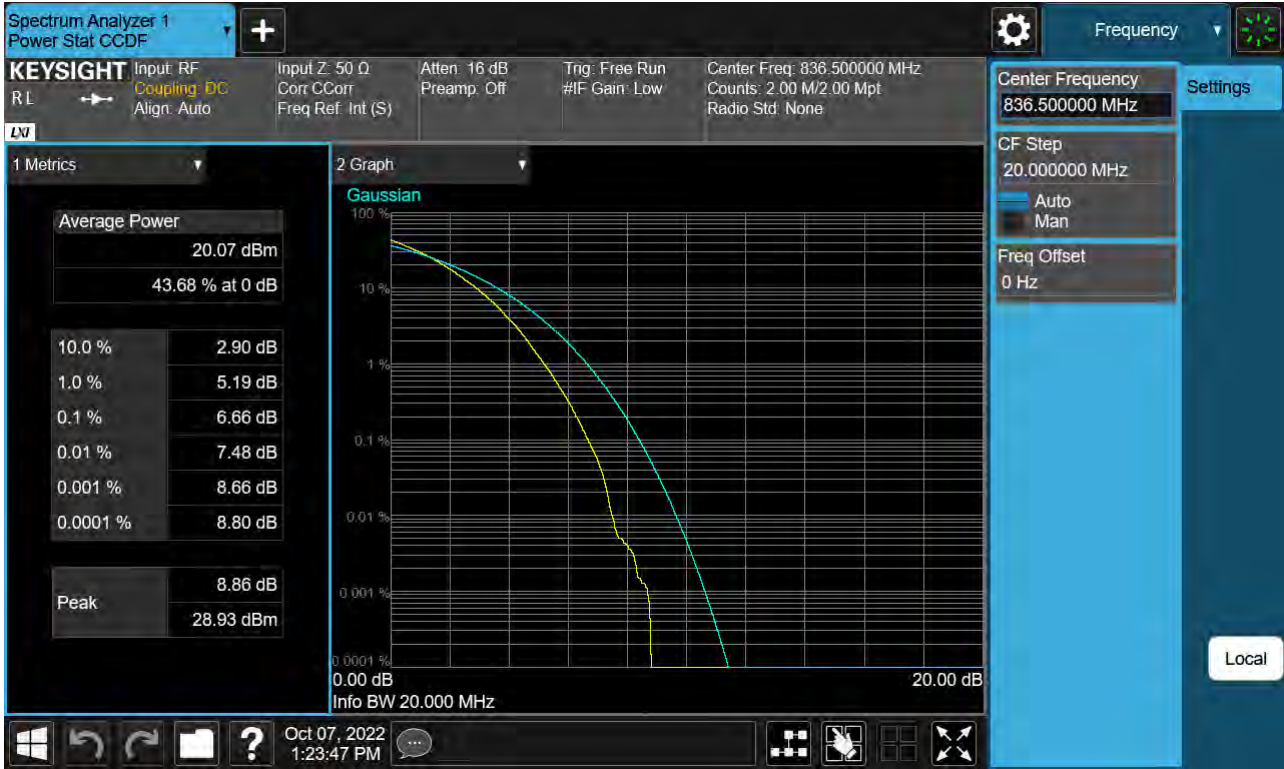 Spectrum Analyzer 1
Power Stat CCDF
Frequency
KEYSIGHT
R L
LXI
Input: RF
Coupling: DC
Align: Auto
Input Z: 50 Ω
Corr CCorr
Freq Ref: Int (S)
Atten: 16 dB
Preamp: Off
Trig: Free Run
#IF Gain: Low
Center Freq: 836.500000 MHz
Counts: 2.00 M/2.00 Mpt
Radio Std: None
Center Frequency
836.500000 MHz
Settings
CF Step
20.000000 MHz
Auto
Man
Freq Offset
0 Hz
Local
1 Metrics
Average Power
20.07 dBm
43.68 % at 0 dB
10.0 % 2.90 dB
1.0 % 5.19 dB
0.1 % 6.66 dB
0.01 % 7.48 dB
0.001 % 8.66 dB
0.0001 % 8.80 dB
Peak
8.86 dB
28.93 dBm
2 Graph
Gaussian
100 %
10 %
1 %
0.1 %
0.01 %
0.001 %
0.0001 %
0.00 dB 20.00 dB
Info BW 20.000 MHz
?
Oct 07, 2022
1:23:47 PM